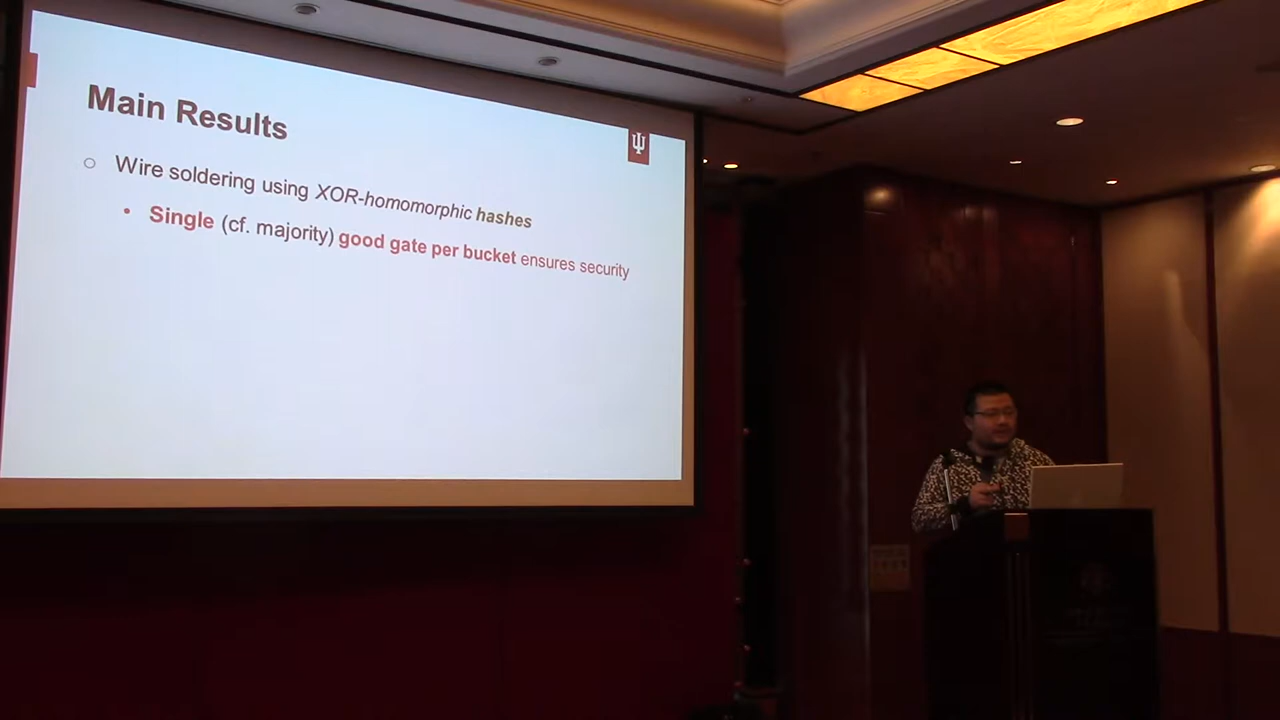 Main Results
Wire soldering using XOR-homomorphic hashes
Single (cf. majority) good gate per bucket ensures security